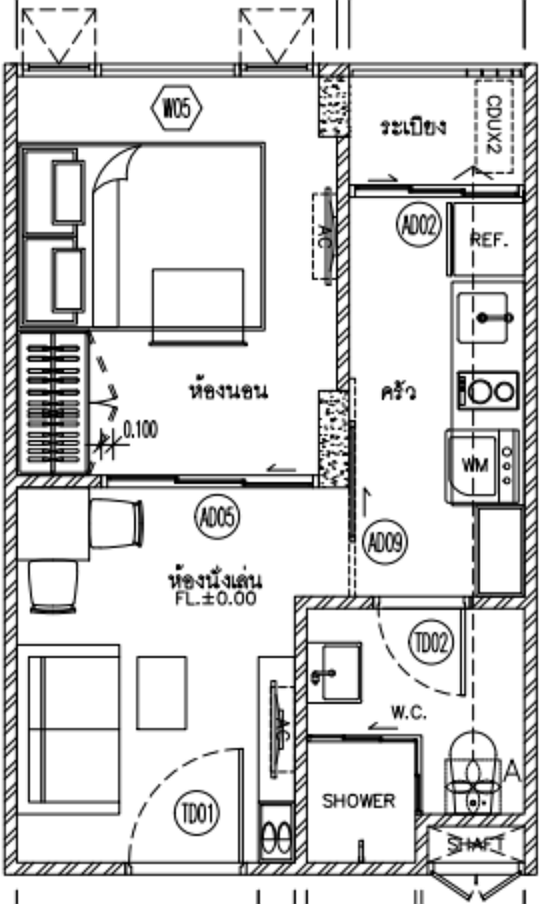 W05
ระเบียง
CDUX2
AD02
REF.
AC
ห้องนอน
ครัว
0.100
WM
AD05
AD09
ห้องนั่งเล่น
FL.±0.00
TD02
W.C.
AC
A
SHOWER
TD01
SHAFT